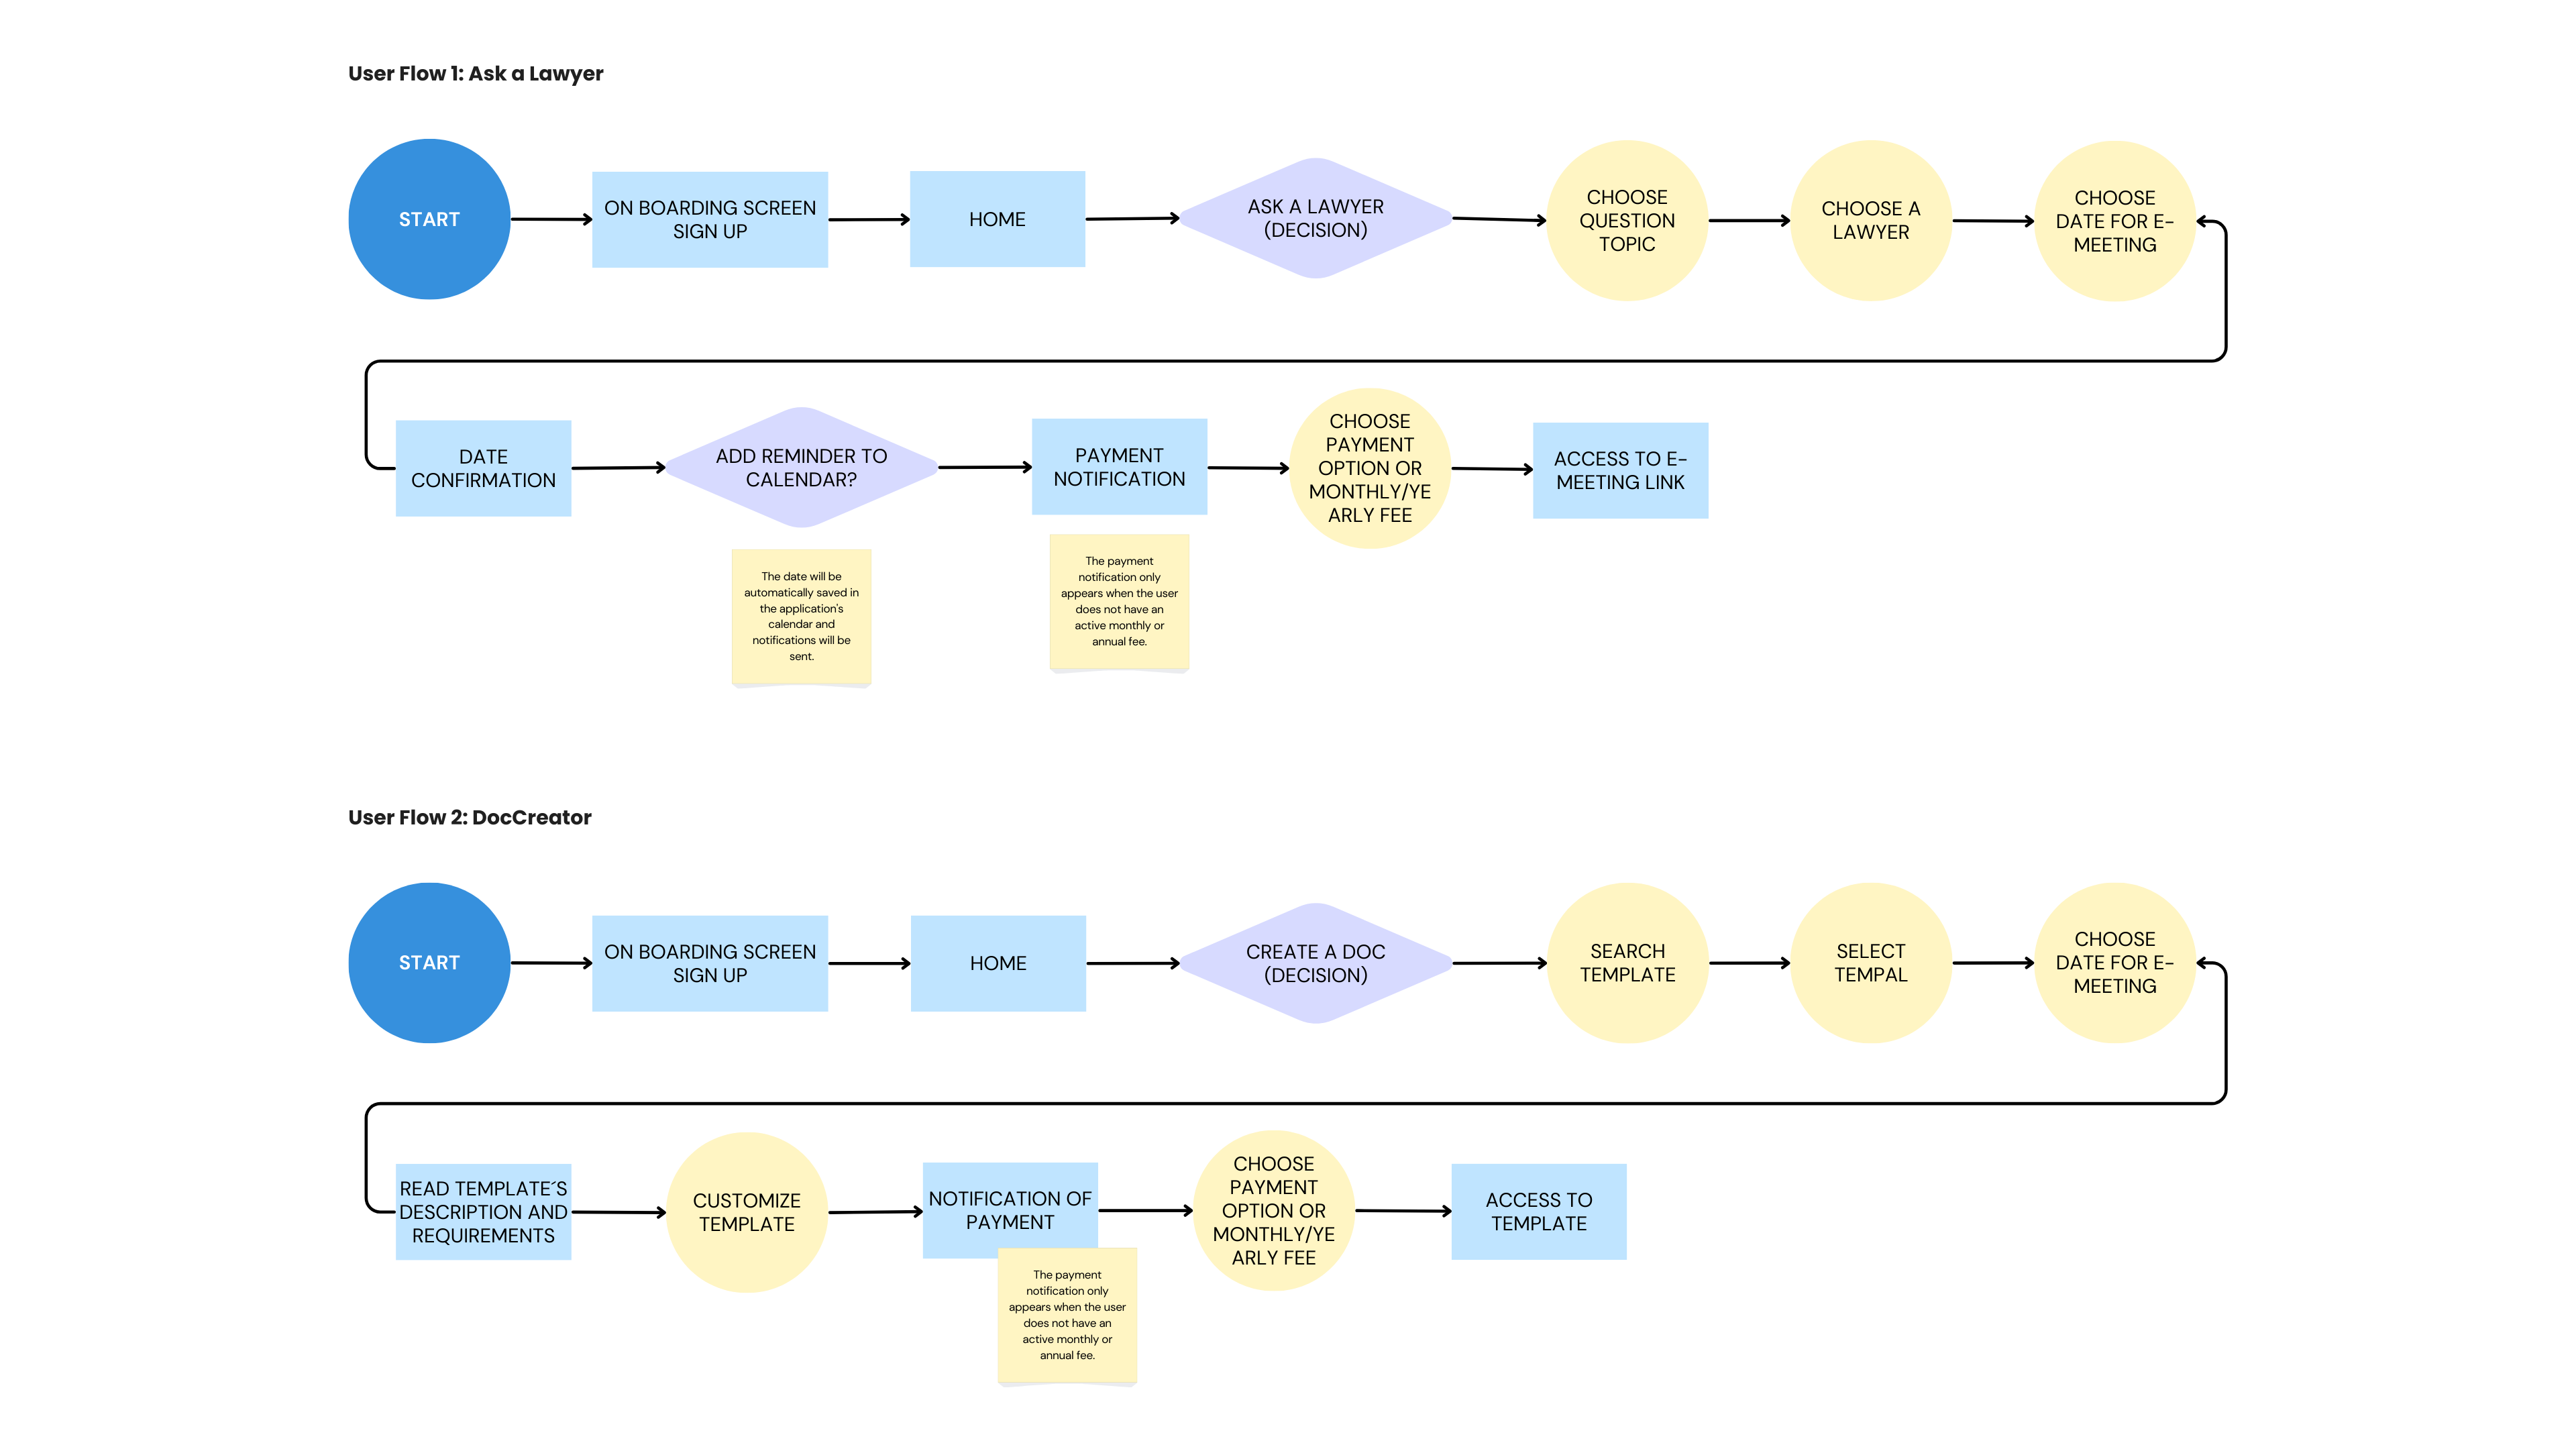 User Flow 1: Ask a Lawyer
START
ON BOARDING SCREEN
SIGN UP
HOME
ASK A LAWYER
(DECISION)
CHOOSE
QUESTION
TOPIC
CHOOSE A
LAWYER
CHOOSE
DATE FOR E-
MEETING
DATE
CONFIRMATION
ADD REMINDER TO
CALENDAR?
PAYMENT
NOTIFICATION
CHOOSE
PAYMENT
OPTION OR
MONTHLY/YE
ARLY FEE
ACCESS TO E-
MEETING LINK
The date will be
automatically saved in
the application's
calendar and
notifications will be
sent.
The payment
notification only
appears when the user
does not have an
active monthly or
annual fee.
User Flow 2: DocCreator
START
ON BOARDING SCREEN
SIGN UP
HOME
CREATE A DOC
(DECISION)
SEARCH
TEMPLATE
SELECT
TEMPAL
CHOOSE
DATE FOR E-
MEETING
READ TEMPLATE´S
DESCRIPTION AND
REQUIREMENTS
CUSTOMIZE
TEMPLATE
NOTIFICATION OF
PAYMENT
CHOOSE
PAYMENT
OPTION OR
MONTHLY/YE
ARLY FEE
ACCESS TO
TEMPLATE
The payment
notification only
appears when the user
does not have an
active monthly or
annual fee.